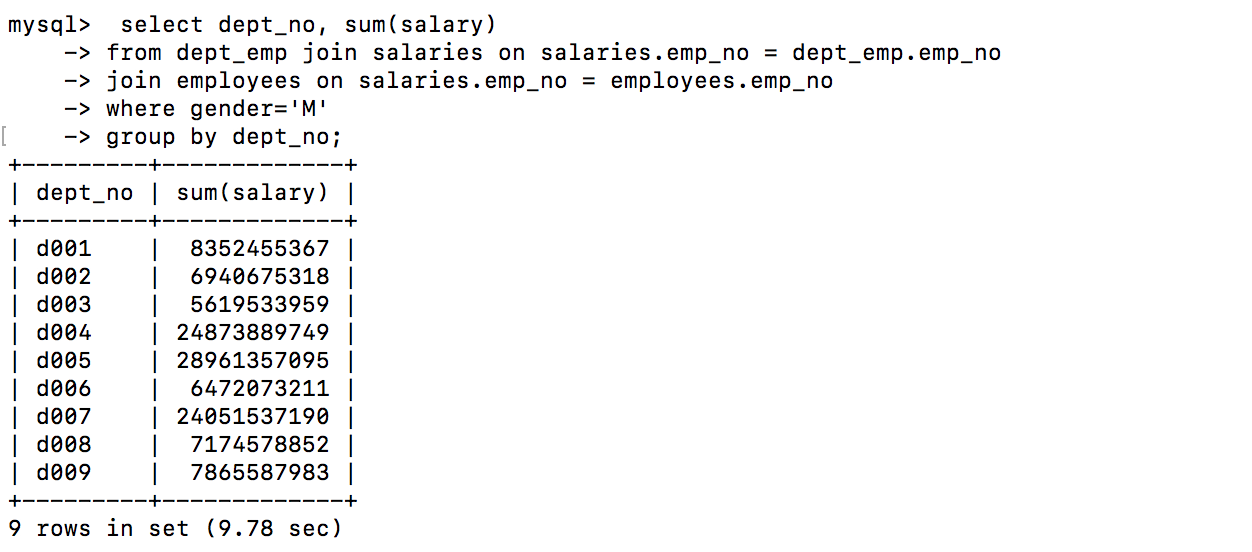 mysql>  select dept_no, sum(salary)
    -> from dept_emp join salaries on salaries.emp_no = dept_emp.emp_no
    -> join employees on salaries.emp_no = employees.emp_no
    -> where gender='M'
[    -> group by dept_no;
+---------+-------------+
| dept_no | sum(salary) |
+---------+-------------+
| d001    |  8352455367 |
| d002    |  6940675318 |
| d003    |  5619533959 |
| d004    | 24873889749 |
| d005    | 28961357095 |
| d006    |  6472073211 |
| d007    | 24051537190 |
| d008    |  7174578852 |
| d009    |  7865587983 |
+---------+-------------+
9 rows in set (9.78 sec)